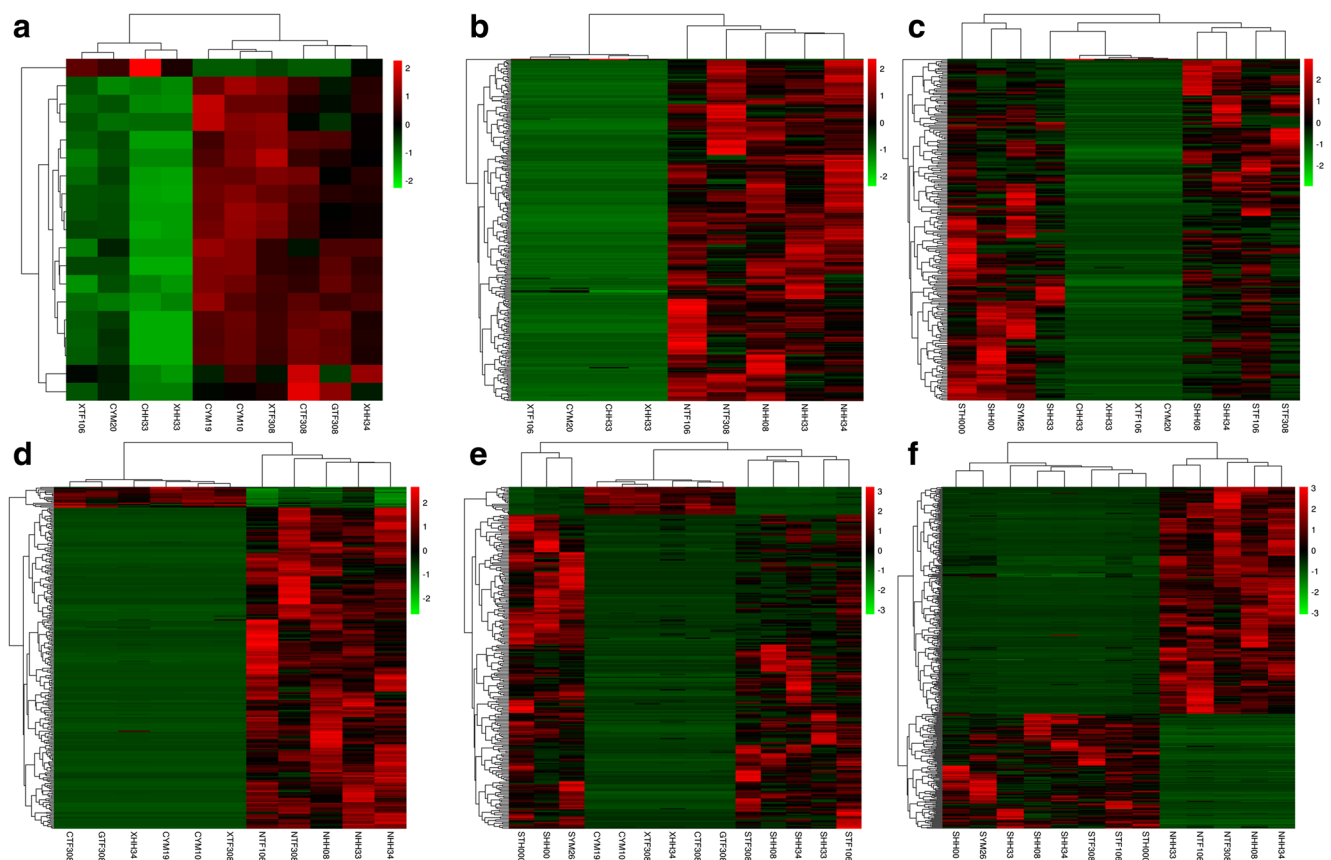 a
2
1
0
-1
-2
XTF106
CYM20
CHH33
XHH33
CYM19
CYM10
XTF308
CTF308
GTF308
XHH34
b
2
1
0
-1
-2
XTF106
CYM20
CHH33
XHH33
NTF106
NTF308
NHH08
NHH33
NHH34
c
2
1
0
-1
-2
STH000
SHH00
SYM26
SHH33
CHH33
XHH33
XTF106
CYM20
SHH08
SHH34
STF106
STF308
d
2
1
0
-1
-2
CTF308
GTF308
XHH34
CYM19
CYM10
XTF308
NTF106
NTF308
NHH08
NHH33
NHH34
e
3
2
1
0
-1
-2
-3
STH000
SHH00
SYM26
CYM19
CYM10
XTF308
XHH34
CTF308
GTF308
STF308
SHH08
SHH34
SHH33
STF106
f
3
2
1
0
-1
-2
-3
SHH00
SYM26
SHH33
SHH08
SHH34
STF308
STF106
STH000
NHH33
NTF106
NTF308
NHH08
NHH34